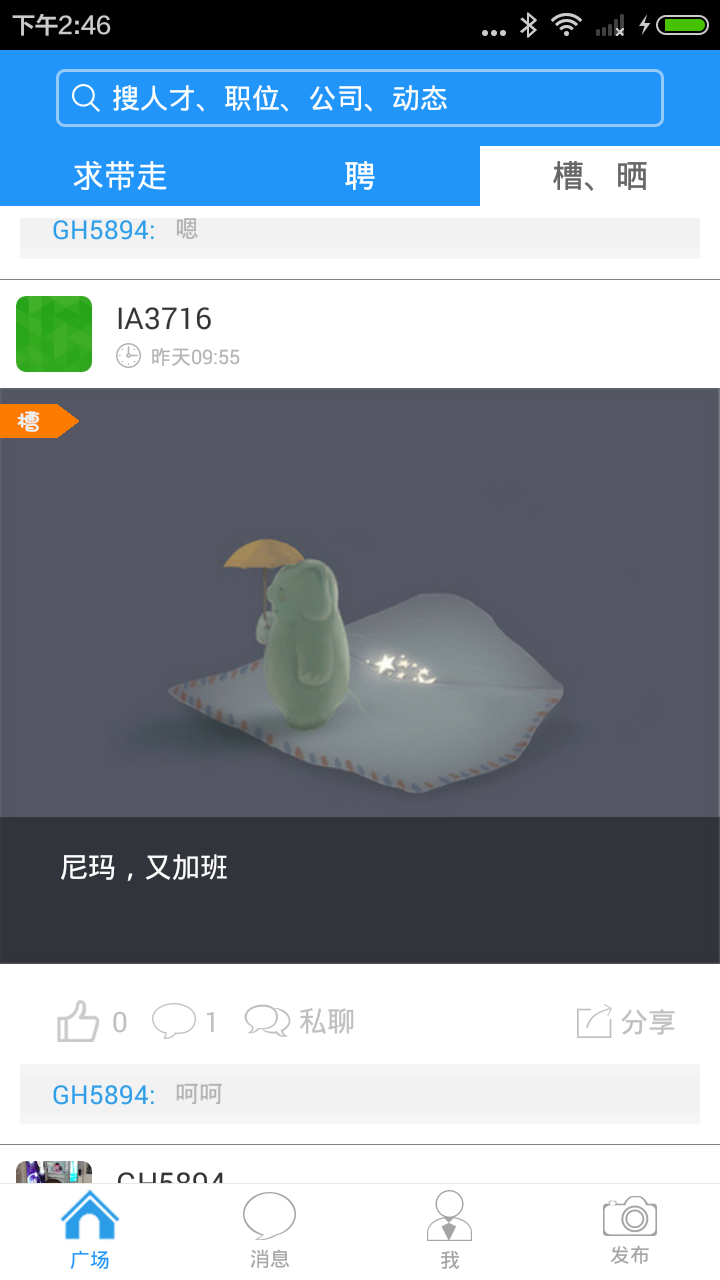 下午2:46
搜人才、职位、公司、动态
求带走 聘 槽、晒
GH5894: 嗯
IA3716
昨天09:55
槽
尼玛，又加班
0 1 私聊 分享
GH5894: 呵呵
GH5894
广场 消息 我 发布